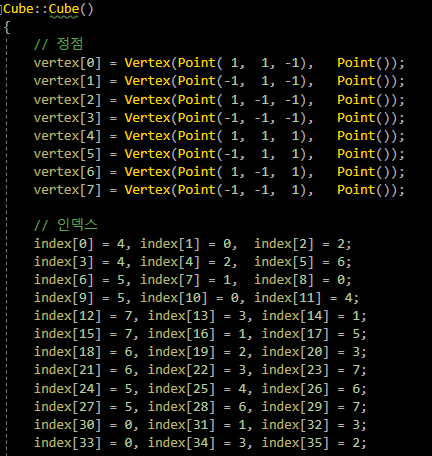 Cube::Cube()
{
// 정점
vertex[0] = Vertex(Point( 1,  1, -1),   Point());
vertex[1] = Vertex(Point(-1,  1, -1),   Point());
vertex[2] = Vertex(Point( 1, -1, -1),   Point());
vertex[3] = Vertex(Point(-1, -1, -1),   Point());
vertex[4] = Vertex(Point( 1,  1,  1),   Point());
vertex[5] = Vertex(Point(-1,  1,  1),   Point());
vertex[6] = Vertex(Point( 1, -1,  1),   Point());
vertex[7] = Vertex(Point(-1, -1,  1),   Point());
// 인덱스
index[0] = 4, index[1] = 0,  index[2] = 2;
index[3] = 4, index[4] = 2,  index[5] = 6;
index[6] = 5, index[7] = 1,  index[8] = 0;
index[9] = 5, index[10] = 0, index[11] = 4;
index[12] = 7, index[13] = 3, index[14] = 1;
index[15] = 7, index[16] = 1, index[17] = 5;
index[18] = 6, index[19] = 2, index[20] = 3;
index[21] = 6, index[22] = 3, index[23] = 7;
index[24] = 5, index[25] = 4, index[26] = 6;
index[27] = 5, index[28] = 6, index[29] = 7;
index[30] = 0, index[31] = 1, index[32] = 3;
index[33] = 0, index[34] = 3, index[35] = 2;